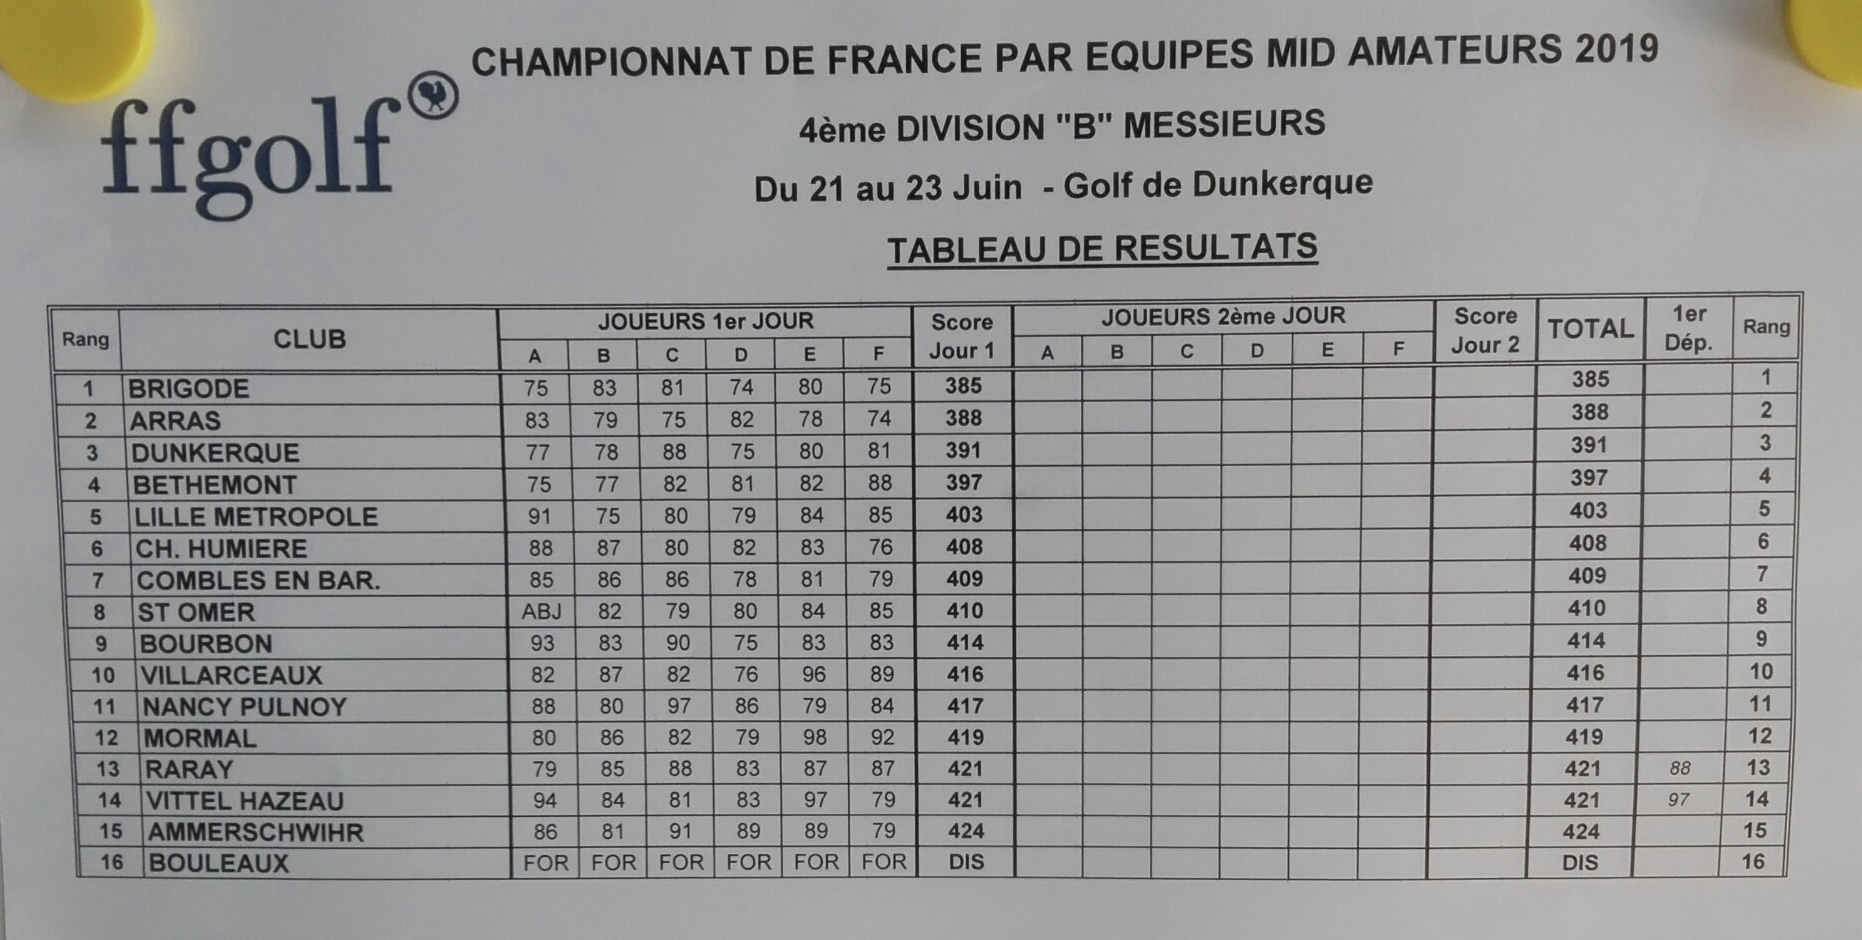 CHAMPIONNAT DE FRANCE PAR EQUIPES MID AMATEURS 2019
ffgolf
4ème DIVISION "B" MESSIEURS
Du 21 au 23 Juin - Golf de Dunkerque
TABLEAU DE RESULTATS
Rang CLUB JOUEURS 1er JOUR Score Jour 1 JOUEURS 2ème JOUR Score Jour 2 TOTAL 1er Dép. Rang
A B C D E F A B C D E F
1 BRIGODE 75 83 81 74 80 75 385 385 1
2 ARRAS 83 79 75 82 78 74 388 388 2
3 DUNKERQUE 77 78 88 75 80 81 391 391 3
4 BETHEMONT 75 77 82 81 82 88 397 397 4
5 LILLE METROPOLE 91 75 80 79 84 85 403 403 5
6 CH. HUMIERE 88 87 80 82 83 76 408 408 6
7 COMBLES EN BAR. 85 86 86 78 81 79 409 409 7
8 ST OMER ABJ 82 79 80 84 85 410 410 8
9 BOURBON 93 83 90 75 83 83 414 414 9
10 VILLARCEAUX 82 87 82 76 96 89 416 416 10
11 NANCY PULNOY 88 80 97 86 79 84 417 417 11
12 MORMAL 80 86 82 79 98 92 419 419 12
13 RARAY 79 85 88 83 87 87 421 421 88 13
14 VITTEL HAZEAU 94 84 81 83 97 79 421 421 97 14
15 AMMERSCHWIHR 86 81 91 89 89 79 424 424 15
16 BOULEAUX FOR FOR FOR FOR FOR FOR DIS DIS 16